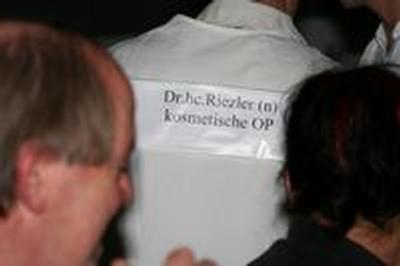 Dr.hc.Riezler (n)
kosmetische OP